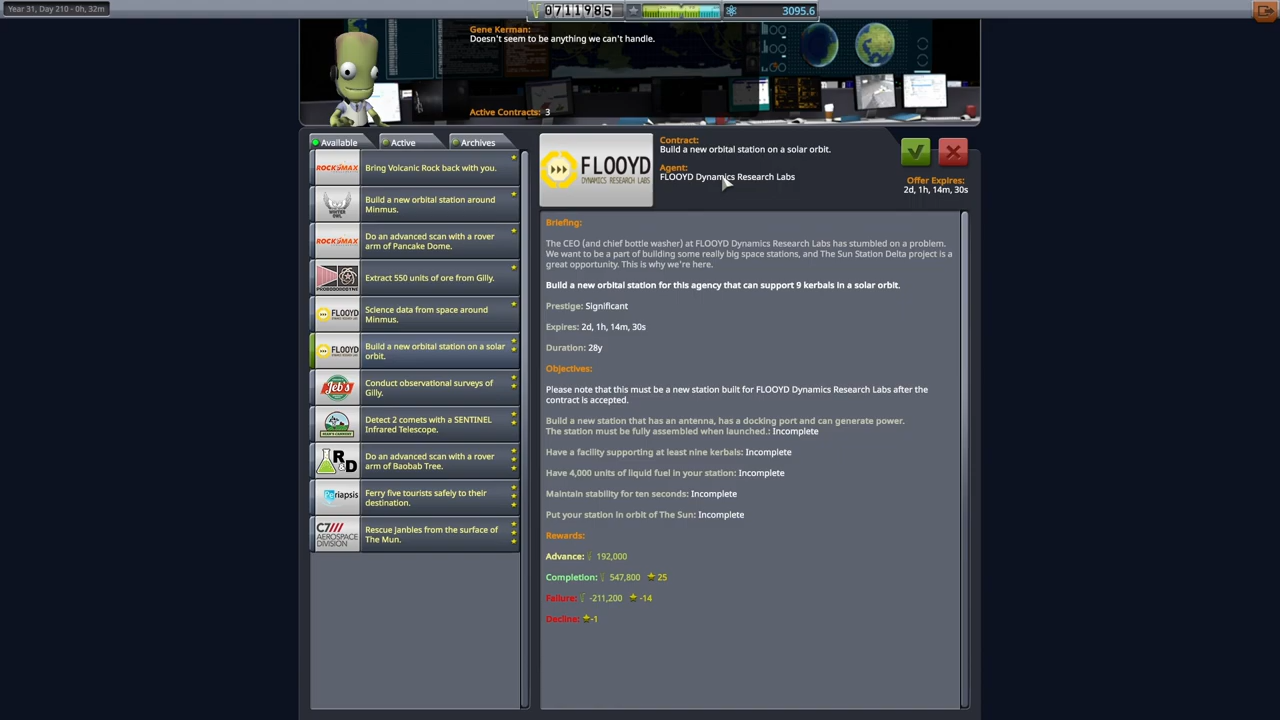 Year 31, Day 210 - 0h, 32m
0711985
3095.6
Gene Kerman:
Doesn't seem to be anything we can't handle.
Active Contracts: 3
Available
Active
Archives
ROCKOMAX
Bring Volcanic Rock back with you.
WINTER OWL
Build a new orbital station around
Minmus.
ROCKOMAX
Do an advanced scan with a rover
arm of Pancake Dome.
PROBODOBODYNE
Extract 550 units of ore from Gilly.
FLOOYD
Science data from space around
Minmus.
FLOOYD
Build a new orbital station on a solar
orbit.
Jeb's
Conduct observational surveys of
Gilly.
Detect 2 comets with a SENTINEL
Infrared Telescope.
R&D
Do an advanced scan with a rover
arm of Baobab Tree.
Periapsis
Ferry five tourists safely to their
destination.
C7///
AEROSPACE
DIVISION
Rescue Janbles from the surface of
The Mun.
FLOOYD
DYNAMICS RESEARCH LABS
Contract:
Build a new orbital station on a solar orbit.
Agent:
FLOOYD Dynamics Research Labs
Offer Expires:
2d, 1h, 14m, 30s
Briefing:
The CEO (and chief bottle washer) at FLOOYD Dynamics Research Labs has stumbled on a problem.
We want to be a part of building some really big space stations, and The Sun Station Delta project is a
great opportunity. This is why we're here.
Build a new orbital station for this agency that can support 9 kerbals in a solar orbit.
Prestige: Significant
Expires: 2d, 1h, 14m, 30s
Duration: 28y
Objectives:
Please note that this must be a new station built for FLOOYD Dynamics Research Labs after the
contract is accepted.
Build a new station that has an antenna, has a docking port and can generate power.
The station must be fully assembled when launched.: Incomplete
Have a facility supporting at least nine kerbals: Incomplete
Have 4,000 units of liquid fuel in your station: Incomplete
Maintain stability for ten seconds: Incomplete
Put your station in orbit of The Sun: Incomplete
Rewards:
Advance: 192,000
Completion: 547,800 25
Failure: -211,200 -14
Decline: -1